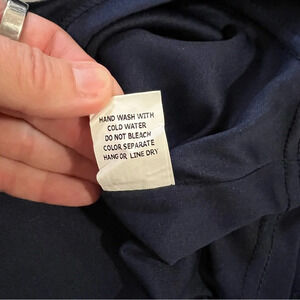 HAND WASH WITH
COLD WATER
DO NOT BLEACH
COLOR SEPARATE
HANG OR LINE DRY